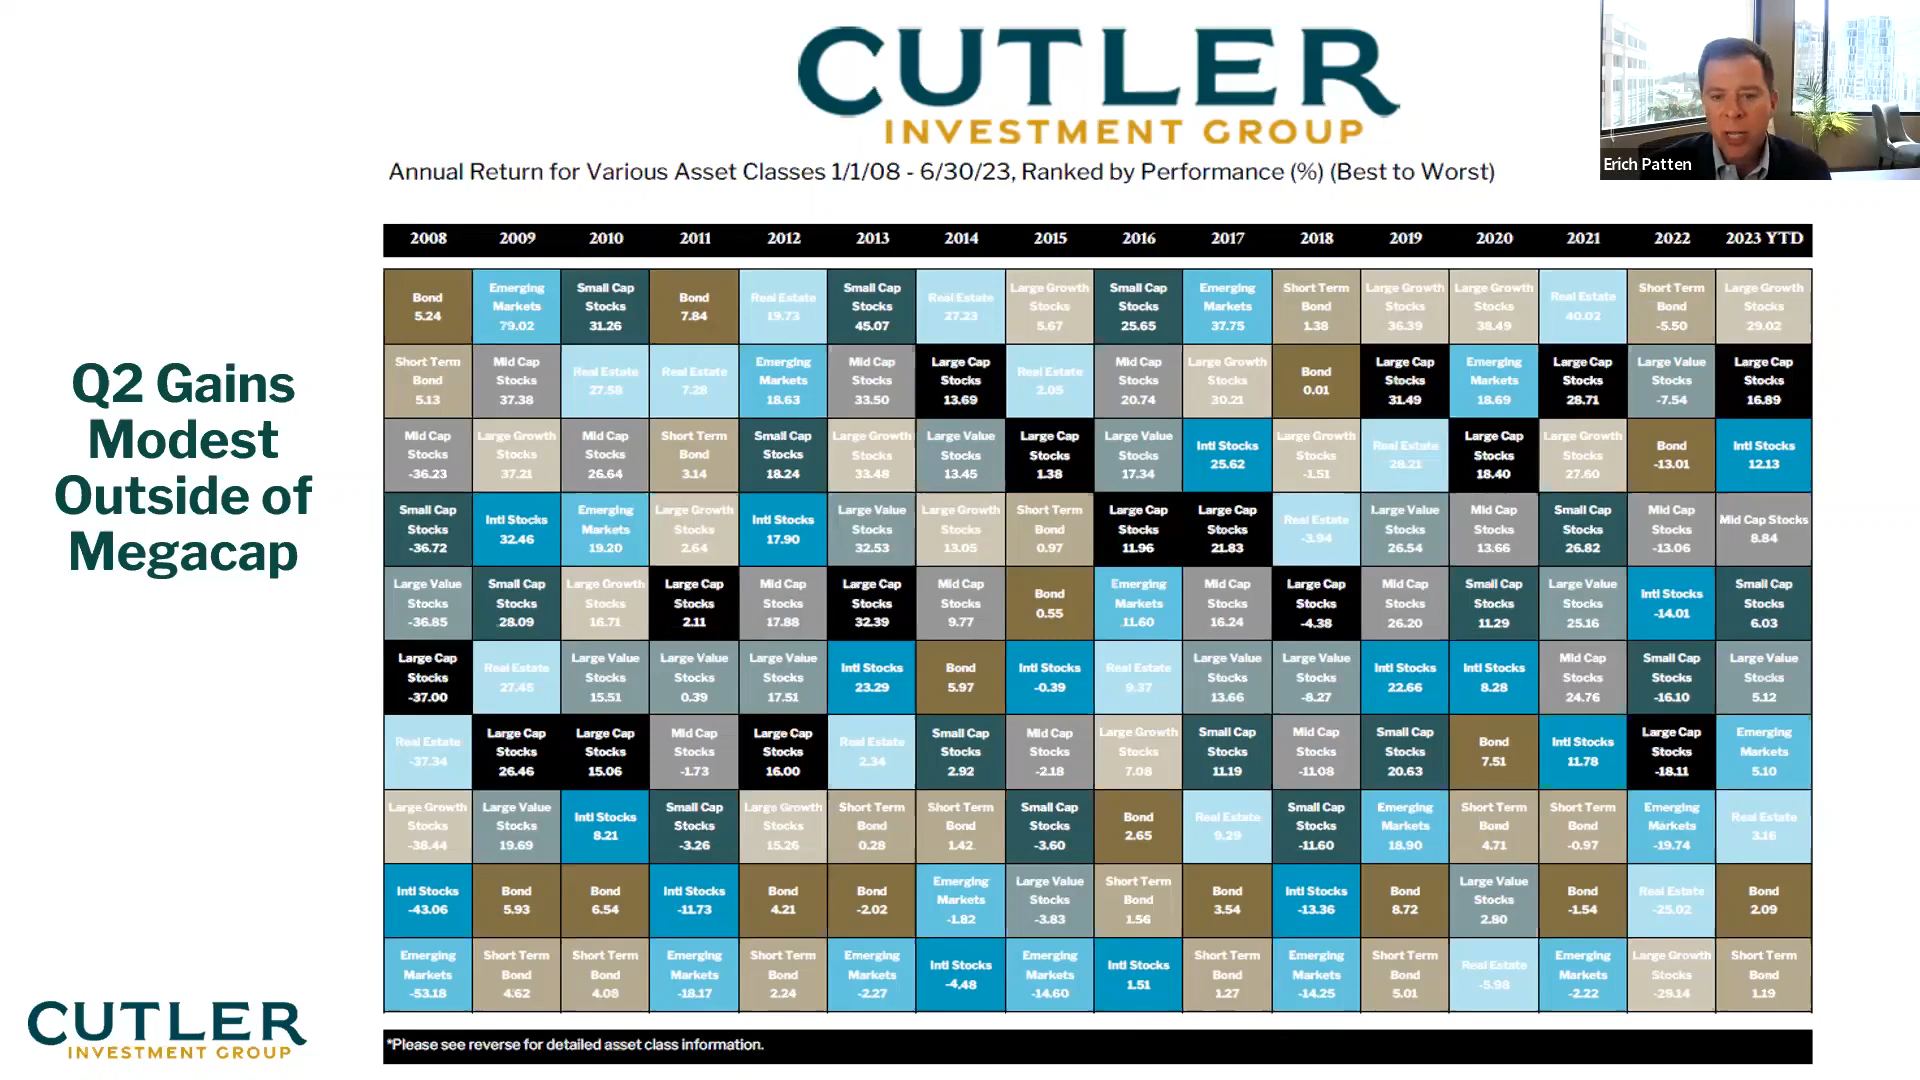 CUTLER
INVESTMENT GROUP
Erich Patten
Annual Return for Various Asset Classes 1/1/08 - 6/30/23, Ranked by Performance (%) (Best to Worst)
Q2 Gains
Modest
Outside of
Megacap
2008 2009 2010 2011 2012 2013 2014 2015 2016 2017 2018 2019 2020 2021 2022 2023 YTD
Bond 5.24 Emerging Markets 79.02 Small Cap Stocks 31.26 Bond 7.84 Real Estate 19.73 Small Cap Stocks 45.07 Real Estate 27.23 Large Growth Stocks 5.67 Small Cap Stocks 25.65 Emerging Markets 37.75 Short Term Bond 1.38 Large Growth Stocks 36.39 Large Growth Stocks 38.49 Real Estate 40.02 Short Term Bond -5.50 Large Growth Stocks 29.02
Short Term Bond 5.13 Mid Cap Stocks 37.38 Real Estate 27.58 Real Estate 7.28 Emerging Markets 18.63 Mid Cap Stocks 33.50 Large Cap Stocks 13.69 Real Estate 2.05 Mid Cap Stocks 20.74 Large Growth Stocks 30.21 Bond 0.01 Large Cap Stocks 31.49 Emerging Markets 18.69 Large Cap Stocks 28.71 Large Value Stocks -7.54 Large Cap Stocks 16.89
Mid Cap Stocks -36.23 Large Growth Stocks 37.21 Mid Cap Stocks 26.64 Short Term Bond 3.14 Small Cap Stocks 18.24 Large Growth Stocks 33.48 Large Value Stocks 13.45 Large Cap Stocks 1.38 Large Value Stocks 17.34 Intl Stocks 25.62 Large Growth Stocks -1.51 Real Estate 28.21 Large Cap Stocks 18.40 Large Growth Stocks 27.60 Bond -13.01 Intl Stocks 12.13
Small Cap Stocks -36.72 Intl Stocks 32.46 Emerging Markets 19.20 Large Growth Stocks 2.64 Intl Stocks 17.90 Large Value Stocks 32.53 Large Growth Stocks 13.05 Short Term Bond 0.97 Large Cap Stocks 11.96 Large Cap Stocks 21.83 Real Estate -3.94 Large Value Stocks 26.54 Mid Cap Stocks 13.66 Small Cap Stocks 26.82 Mid Cap Stocks -13.06 Mid Cap Stocks 8.84
Large Value Stocks -36.85 Small Cap Stocks 28.09 Large Growth Stocks 16.71 Large Cap Stocks 2.11 Mid Cap Stocks 17.88 Large Cap Stocks 32.39 Mid Cap Stocks 9.77 Bond 0.55 Emerging Markets 11.60 Mid Cap Stocks 16.24 Large Cap Stocks -4.38 Mid Cap Stocks 26.20 Small Cap Stocks 11.29 Large Value Stocks 25.16 Intl Stocks -14.01 Small Cap Stocks 6.03
Large Cap Stocks -37.00 Real Estate 27.45 Large Value Stocks 15.51 Large Value Stocks 0.39 Large Value Stocks 17.51 Intl Stocks 23.29 Bond 5.97 Intl Stocks -0.39 Real Estate 9.37 Large Value Stocks 13.66 Large Value Stocks -8.27 Intl Stocks 22.66 Intl Stocks 8.28 Mid Cap Stocks 24.76 Small Cap Stocks -16.10 Large Value Stocks 5.12
Real Estate -37.34 Large Cap Stocks 26.46 Large Cap Stocks 15.06 Mid Cap Stocks -1.73 Large Cap Stocks 16.00 Real Estate 2.34 Small Cap Stocks 2.92 Mid Cap Stocks -2.18 Large Growth Stocks 7.08 Small Cap Stocks 11.19 Mid Cap Stocks -11.08 Small Cap Stocks 20.63 Bond 7.51 Intl Stocks 11.78 Large Cap Stocks -18.11 Emerging Markets 5.10
Large Growth Stocks -38.44 Large Value Stocks 19.69 Intl Stocks 8.21 Small Cap Stocks -3.26 Large Growth Stocks 15.26 Short Term Bond 0.28 Short Term Bond 1.42 Small Cap Stocks -3.60 Bond 2.65 Real Estate 9.29 Small Cap Stocks -11.60 Emerging Markets 18.90 Short Term Bond 4.71 Short Term Bond -0.97 Emerging Markets -19.74 Real Estate 3.16
Intl Stocks -43.06 Bond 5.93 Bond 6.54 Intl Stocks -11.73 Bond 4.21 Bond -2.02 Emerging Markets -1.82 Large Value Stocks -3.83 Short Term Bond 1.56 Bond 3.54 Intl Stocks -13.36 Bond 8.72 Large Value Stocks 2.80 Bond -1.54 Real Estate -25.02 Bond 2.09
Emerging Markets -53.18 Short Term Bond 4.62 Short Term Bond 4.08 Emerging Markets -18.17 Short Term Bond 2.24 Emerging Markets -2.27 Intl Stocks -4.48 Emerging Markets -14.60 Intl Stocks 1.51 Short Term Bond 1.27 Emerging Markets -14.25 Short Term Bond 5.01 Real Estate -5.98 Emerging Markets -2.22 Large Growth Stocks -29.14 Short Term Bond 1.19
*Please see reverse for detailed asset class information.
CUTLER
INVESTMENT GROUP